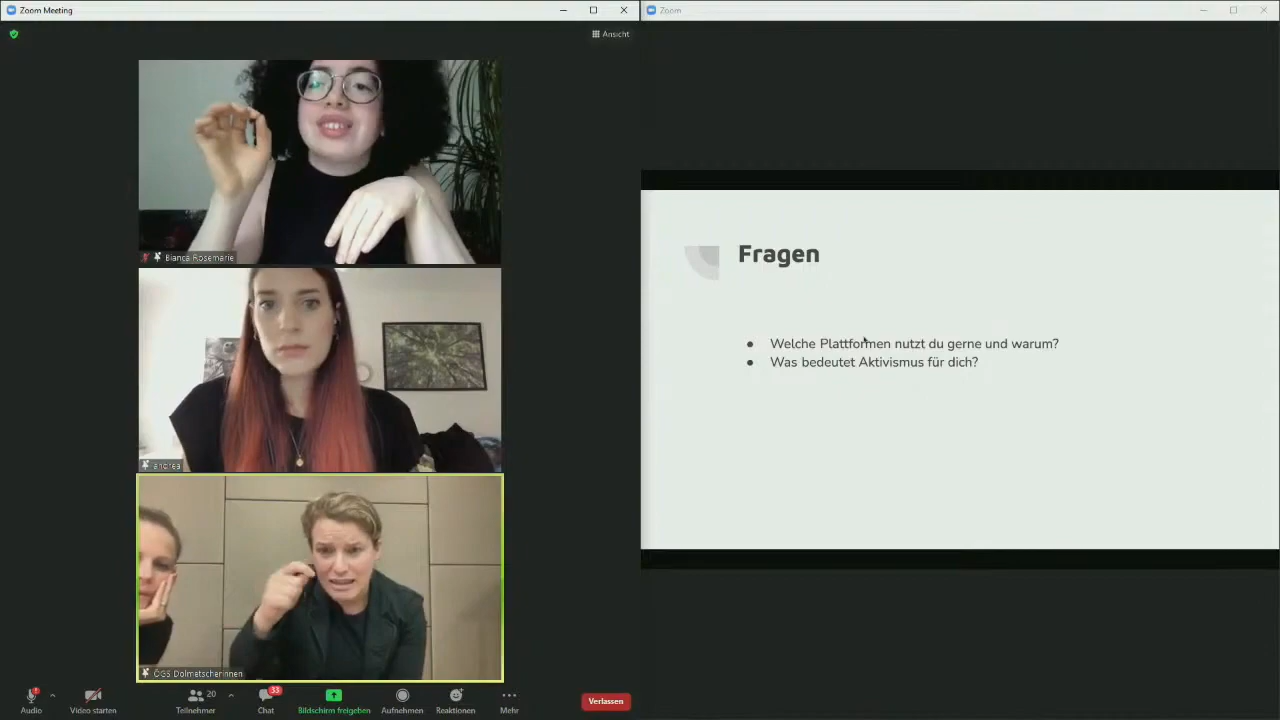 Zoom Meeting
Zoom
Ansicht
Bianca Rosemarie
andrea
ÖGS Dolmetscherinnen
Fragen
● Welche Plattformen nutzt du gerne und warum?
● Was bedeutet Aktivismus für dich?
Audio
Video starten
20
Teilnehmer
33
Chat
Bildschirm freigeben
Aufnehmen
Reaktionen
Mehr
Verlassen